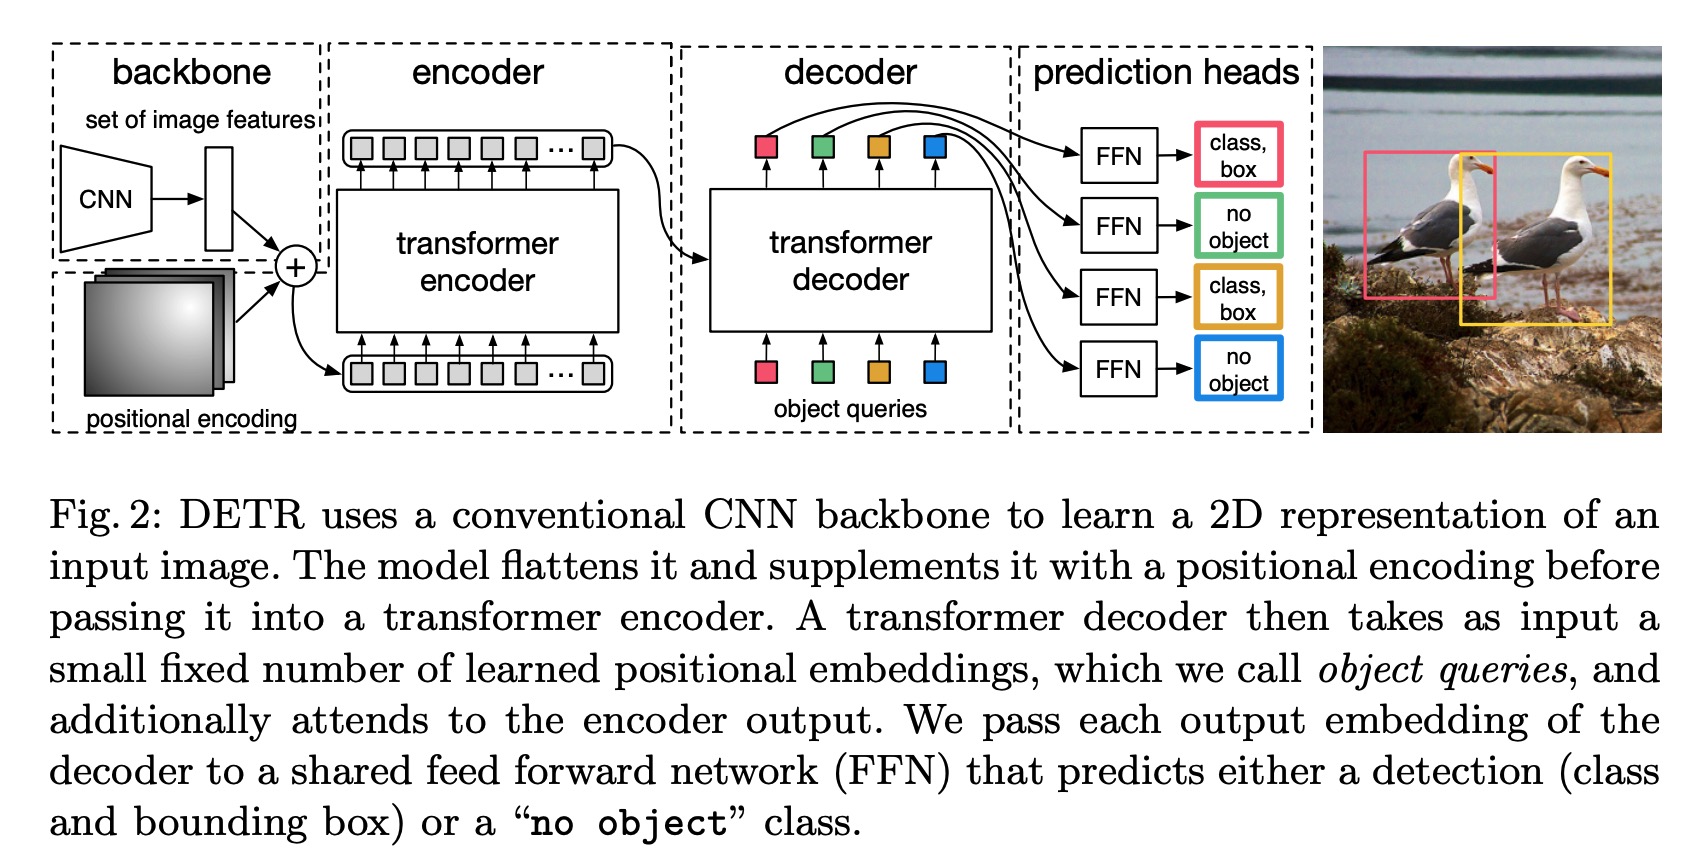 backbone
encoder
decoder
prediction heads
set of image features
CNN
+
positional encoding
...
transformer
encoder
...
transformer
decoder
object queries
FFN
class,
box
FFN
no
object
FFN
class,
box
FFN
no
object
Fig. 2: DETR uses a conventional CNN backbone to learn a 2D representation of an
input image. The model flattens it and supplements it with a positional encoding before
passing it into a transformer encoder. A transformer decoder then takes as input a
small fixed number of learned positional embeddings, which we call object queries, and
additionally attends to the encoder output. We pass each output embedding of the
decoder to a shared feed forward network (FFN) that predicts either a detection (class
and bounding box) or a “no object” class.